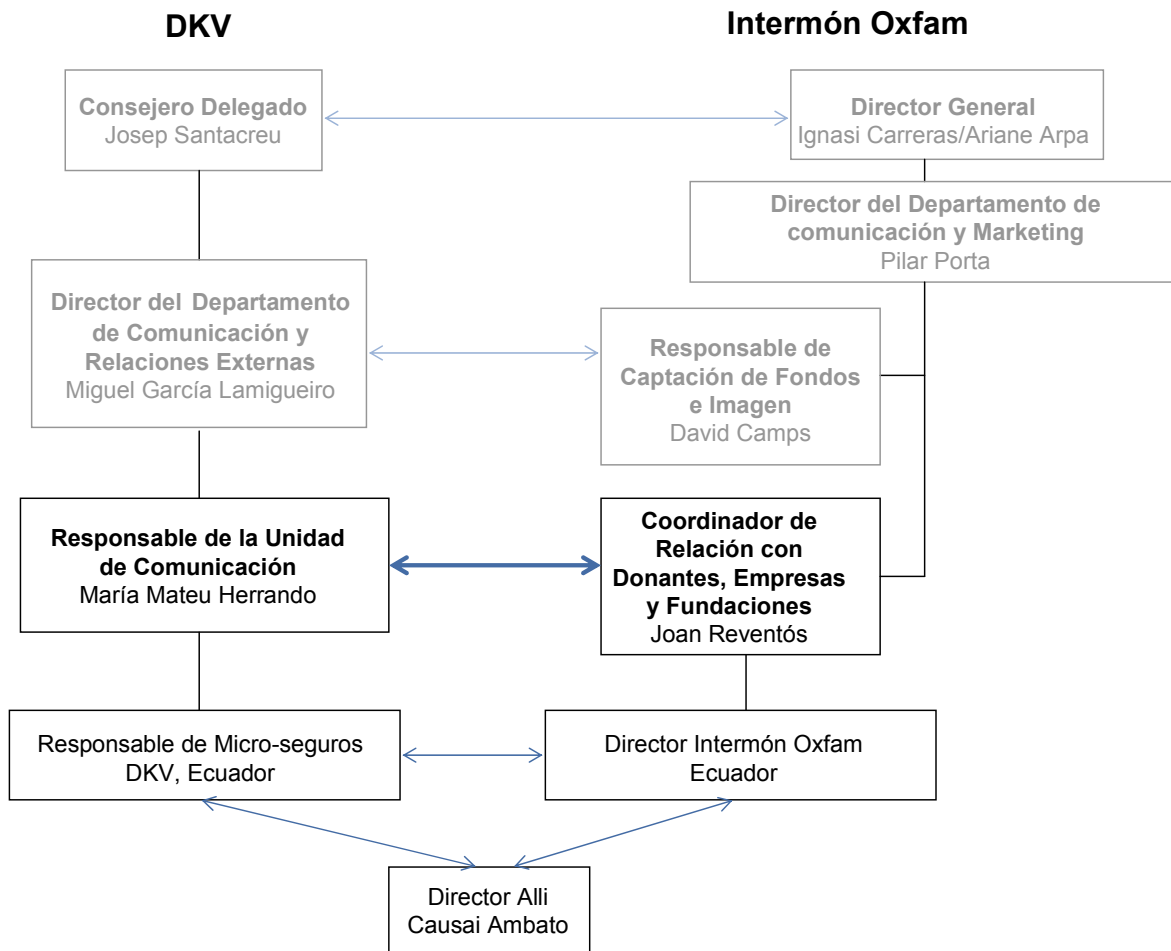 DKV
Intermón Oxfam
Consejero Delegado
Josep Santacreu
Director General
Ignasi Carreras/Ariane Arpa
Director del Departamento de
comunicación y Marketing
Pilar Porta
Director del Departamento
de Comunicación y
Relaciones Externas
Miguel García Lamigueiro
Responsable de
Captación de Fondos
e Imagen
David Camps
Responsable de la Unidad
de Comunicación
María Mateu Herrando
Coordinador de
Relación con
Donantes, Empresas
y Fundaciones
Joan Reventós
Responsable de Micro-seguros
DKV, Ecuador
Director Intermón Oxfam
Ecuador
Director Alli
Causai Ambato